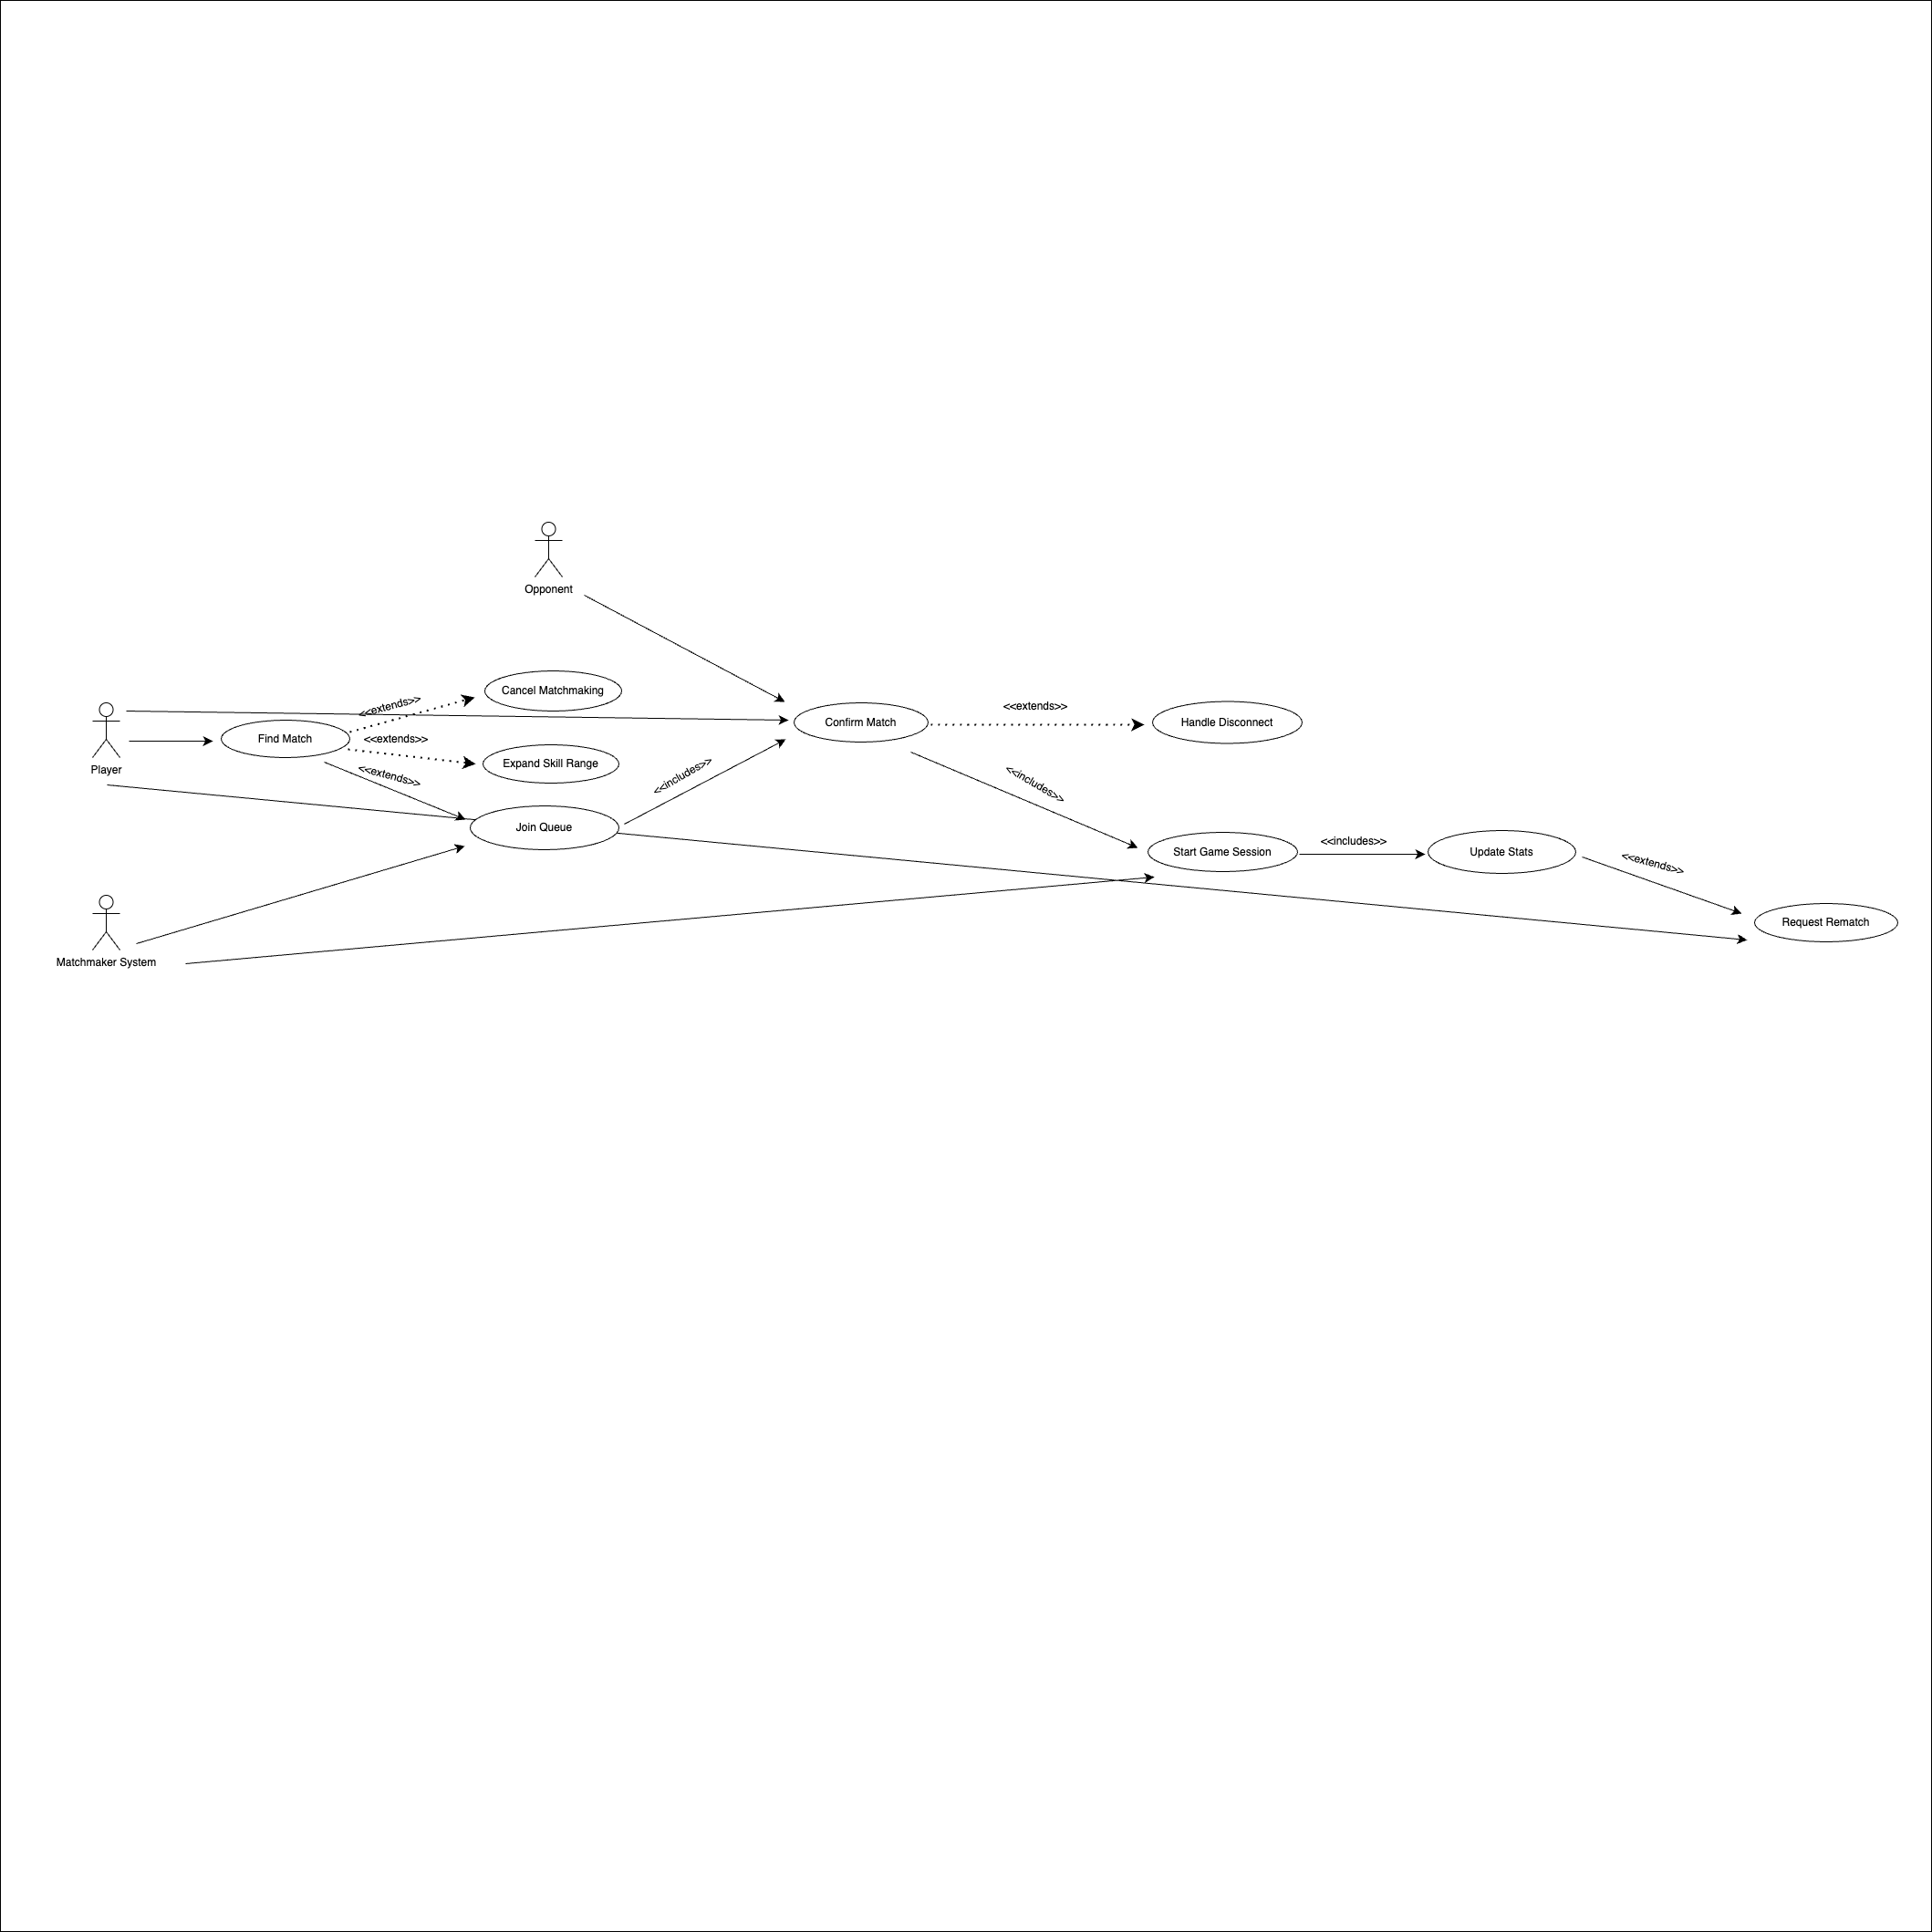 Opponent
Cancel Matchmaking
<<extends>>
Confirm Match
<<extends>>
Handle Disconnect
Find Match
<<extends>>
Player
Expand Skill Range
<<extends>>
<<includes>>
<<includes>>
Join Queue
Start Game Session
<<includes>>
Update Stats
<<extends>>
Request Rematch
Matchmaker System